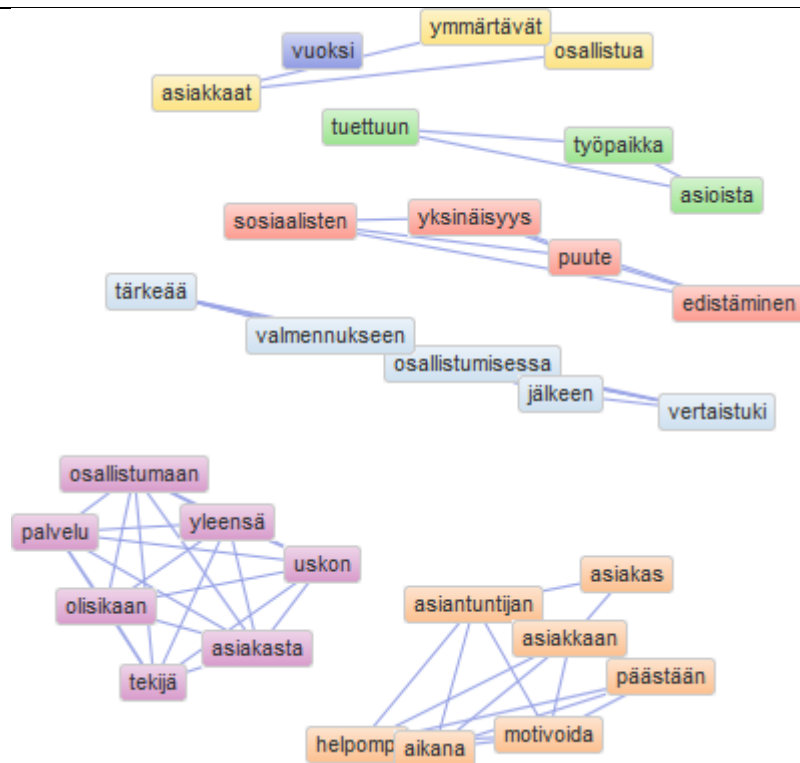 ymmärtävät
vuoksi
osallistua
asiakkaat
tuettuun
työpaikka
asioista
sosiaalisten
yksinäisyys
puute
edistäminen
tärkeää
valmennukseen
osallistumisessa
jälkeen
vertaistuki
osallistumaan
palvelu
yleensä
uskon
olisikaan
asiakasta
tekijä
asiakas
asiantuntijan
asiakkaan
päästään
motivoida
helpomp
aikana